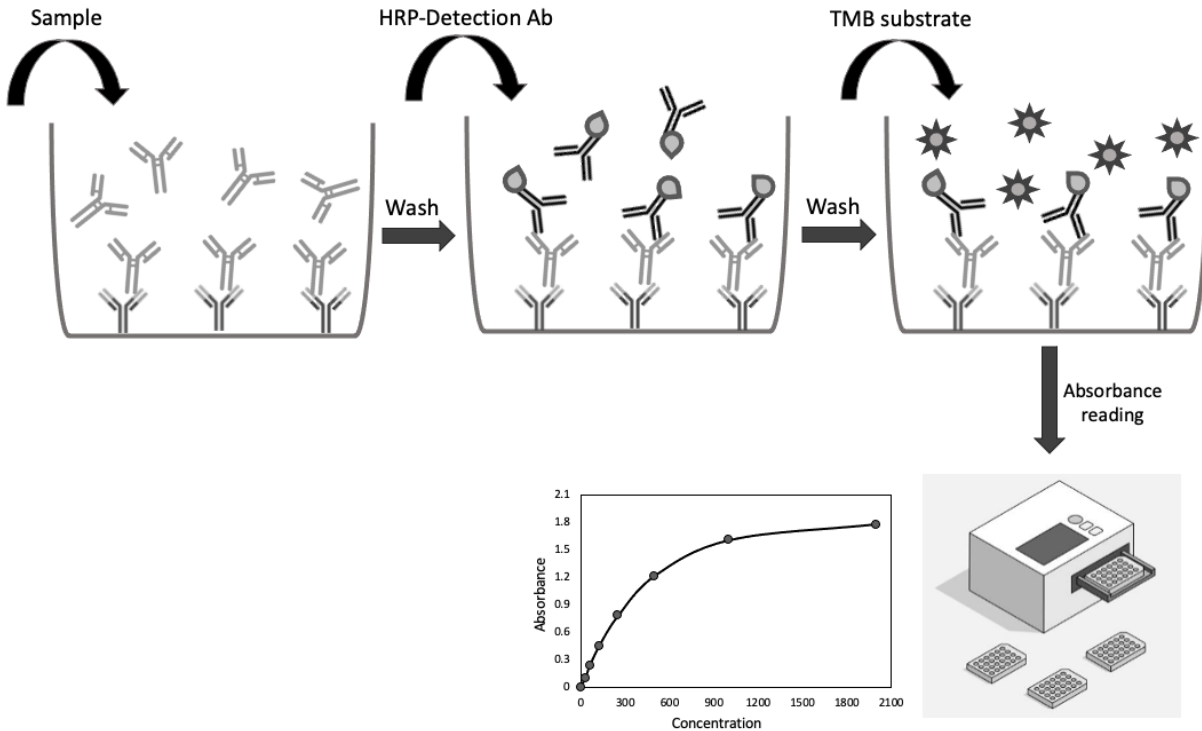 Sample
HRP-Detection Ab
TMB substrate
Wash
Wash
Absorbance
reading
2.1
1.8
1.5
1.2
0.9
0.6
0.3
0
Absorbance
0
300
600
900
1200
1500
1800
2100
Concentration